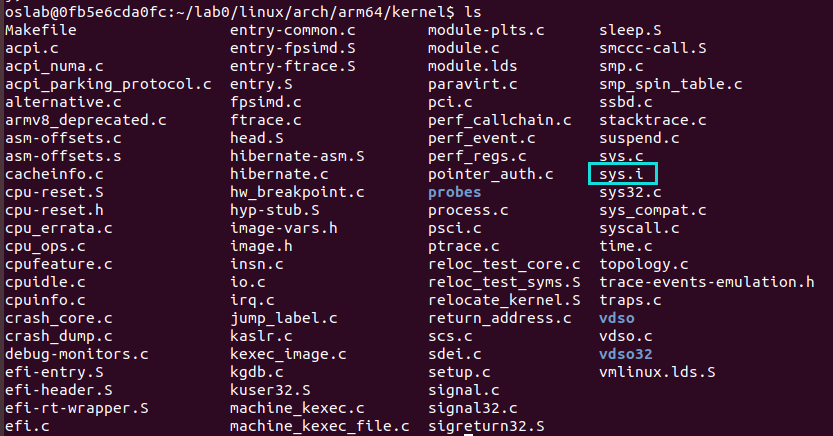 oslab@0fb5e6cda0fc:~/lab0/linux/arch/arm64/kernel$ ls
Makefile entry-common.c module-plts.c sleep.S
acpi.c entry-fpsimd.S module.c smccc-call.S
acpi_numa.c entry-ftrace.S module.lds smp.c
acpi_parking_protocol.c entry.S paravirt.c smp_spin_table.c
alternative.c fpsimd.c pci.c ssbd.c
armv8_deprecated.c ftrace.c perf_callchain.c stacktrace.c
asm-offsets.c head.S perf_event.c suspend.c
asm-offsets.s hibernate-asm.S perf_regs.c sys.c
cacheinfo.c hibernate.c pointer_auth.c sys.i
cpu-reset.S hw_breakpoint.c probes sys32.c
cpu-reset.h hyp-stub.S process.c sys_compat.c
cpu_errata.c image-vars.h psci.c syscall.c
cpu_ops.c image.h ptrace.c time.c
cpufeature.c insn.c reloc_test_core.c topology.c
cpuidle.c io.c reloc_test_syms.S trace-events-emulation.h
cpuinfo.c irq.c relocate_kernel.S traps.c
crash_core.c jump_label.c return_address.c vdso
crash_dump.c kaslr.c scs.c vdso.c
debug-monitors.c kexec_image.c sdei.c vdso32
efi-entry.S kgdb.c setup.c vmlinux.lds.S
efi-header.S kuser32.S signal.c
efi-rt-wrapper.S machine_kexec.c signal32.c
efi.c machine_kexec_file.c sigreturn32.S